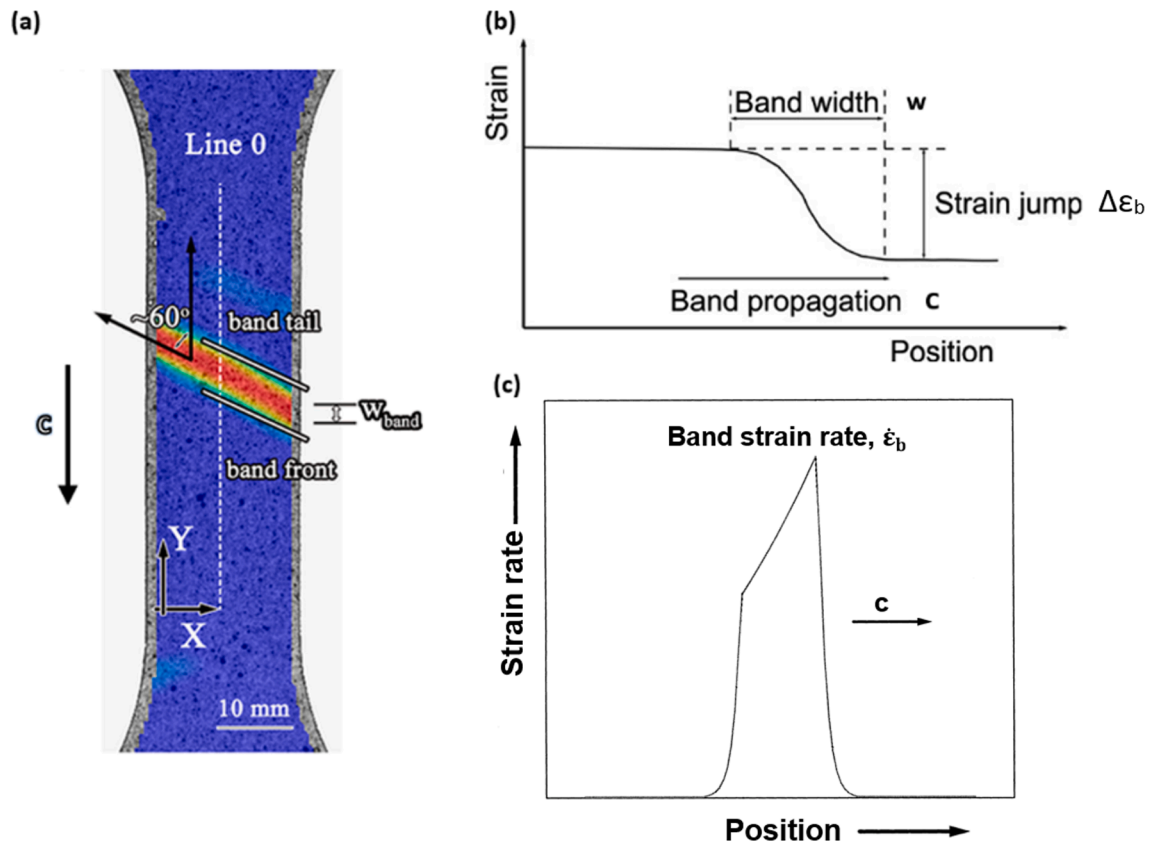 (a)
Line 0
~60°
band tail
C
W band
band front
Y
X
10 mm
(b)
Strain
Band width w
Strain jump Δεb
Band propagation C
Position
(c)
Band strain rate, ε̇b
Strain rate
c
Position